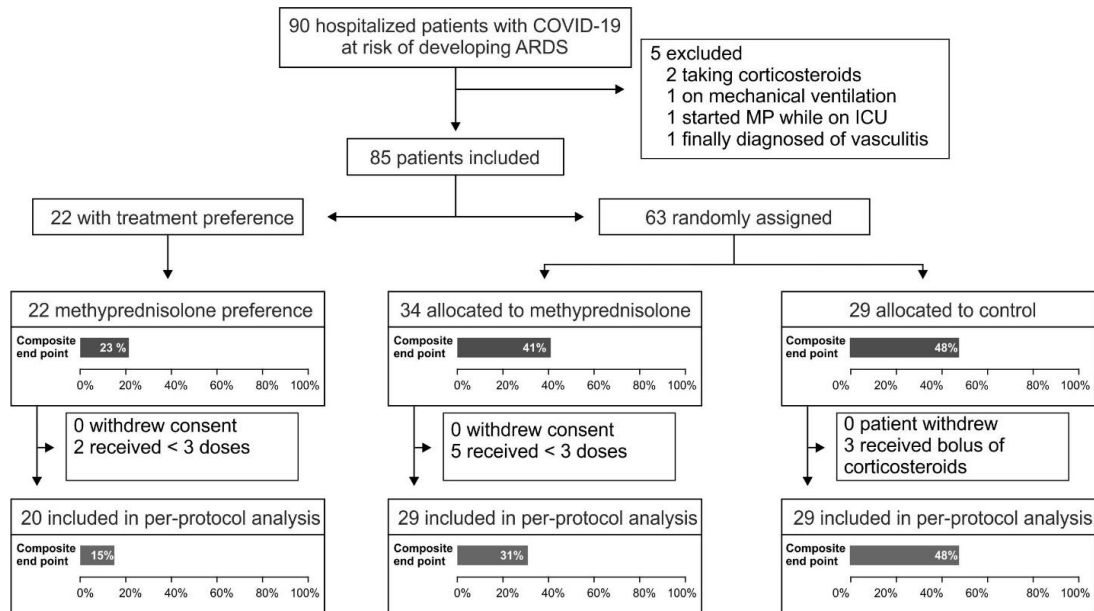 90 hospitalized patients with COVID-19
at risk of developing ARDS
5 excluded
2 taking corticosteroids
1 on mechanical ventilation
1 started MP while on ICU
1 finally diagnosed of vasculitis
85 patients included
22 with treatment preference
63 randomly assigned
22 methyprednisolone preference
Composite
end point
23 %
0% 20% 40% 60% 80% 100%
34 allocated to methyprednisolone
Composite
end point
41%
0% 20% 40% 60% 80% 100%
29 allocated to control
Composite
end point
48%
0% 20% 40% 60% 80% 100%
0 withdrew consent
2 received < 3 doses
0 withdrew consent
5 received < 3 doses
0 patient withdrew
3 received bolus of
corticosteroids
20 included in per-protocol analysis
Composite
end point
15%
0% 20% 40% 60% 80% 100%
29 included in per-protocol analysis
Composite
end point
31%
0% 20% 40% 60% 80% 100%
29 included in per-protocol analysis
Composite
end point
48%
0% 20% 40% 60% 80% 100%